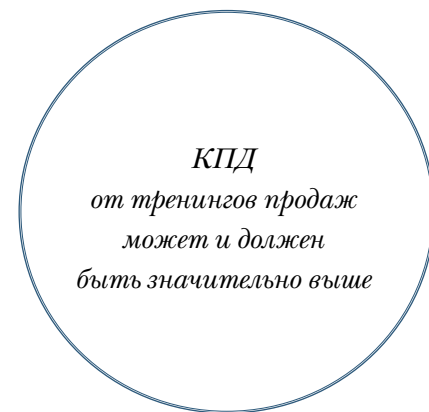 КПД
от тренингов продаж
может и должен
быть значительно выше